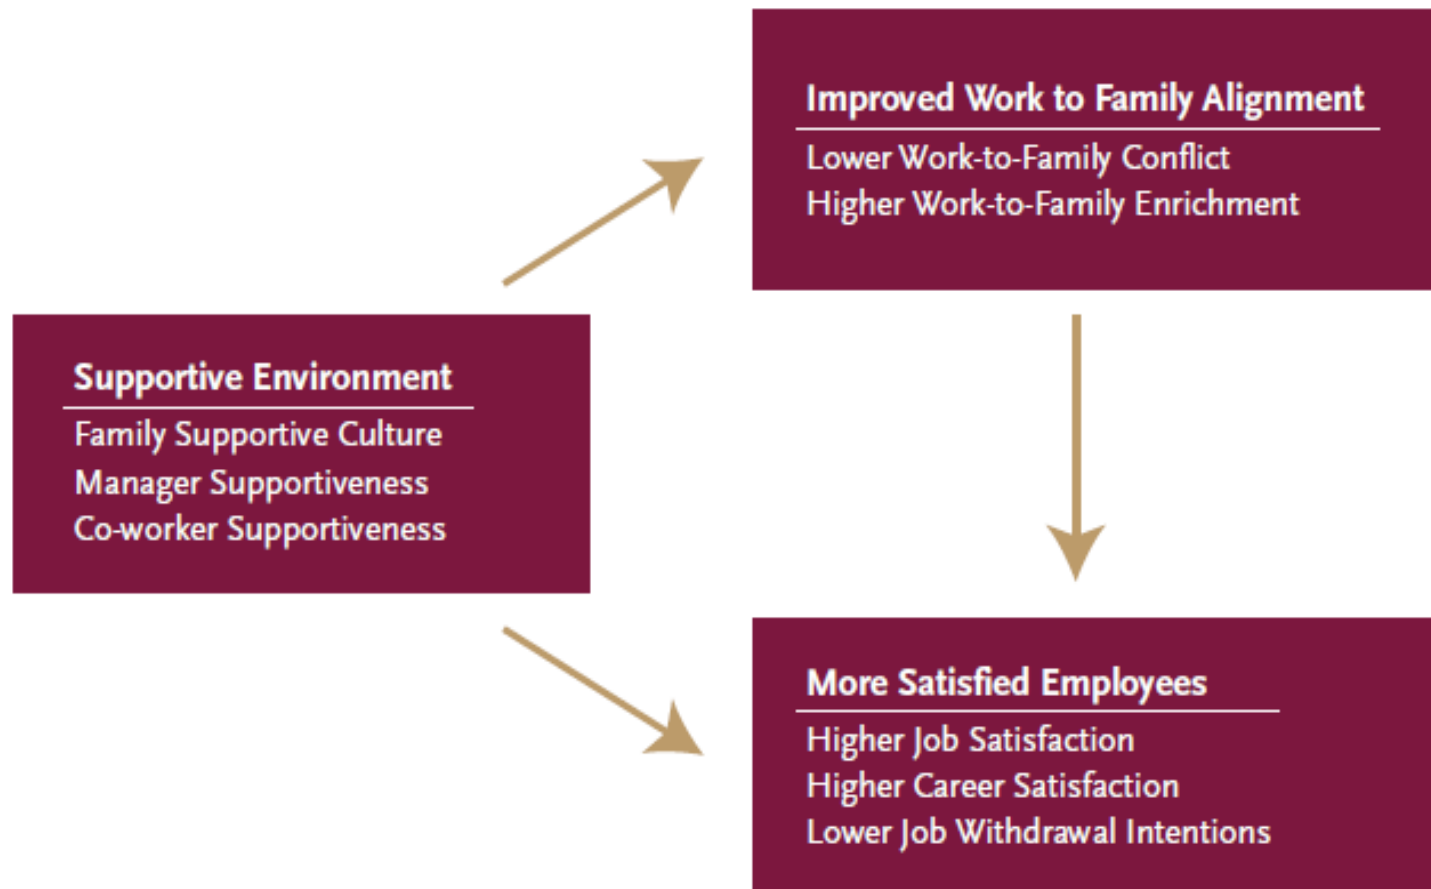 Improved Work to Family Alignment
Lower Work-to-Family Conflict
Higher Work-to-Family Enrichment
Supportive Environment
Family Supportive Culture
Manager Supportiveness
Co-worker Supportiveness
More Satisfied Employees
Higher Job Satisfaction
Higher Career Satisfaction
Lower Job Withdrawal Intentions